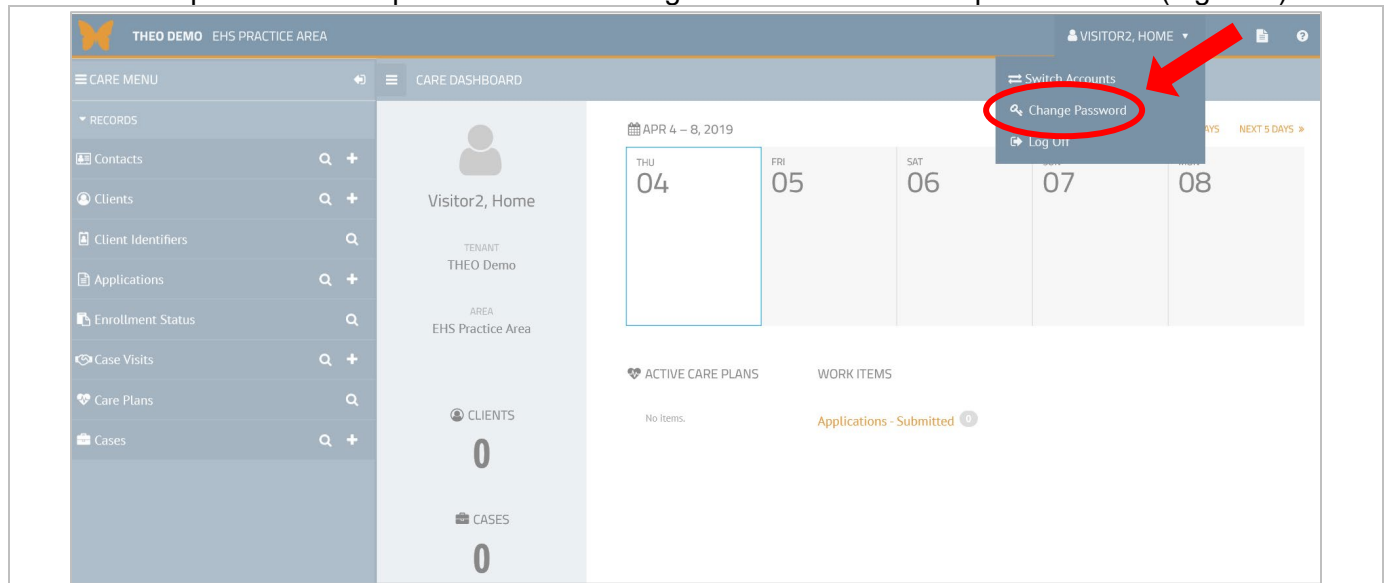 THEO DEMO EHS PRACTICE AREA
VISITOR2, HOME
CARE MENU
CARE DASHBOARD
Switch Accounts
Change Password
Log Off
RECORDS
Contacts
Clients
Client Identifiers
Applications
Enrollment Status
Case Visits
Care Plans
Cases
Visitor2, Home
TENANT
THEO Demo
AREA
EHS Practice Area
CLIENTS
0
CASES
0
APR 4 – 8, 2019
NEXT 5 DAYS »
THU
04
FRI
05
SAT
06
07
08
ACTIVE CARE PLANS
WORK ITEMS
No items.
Applications - Submitted 0